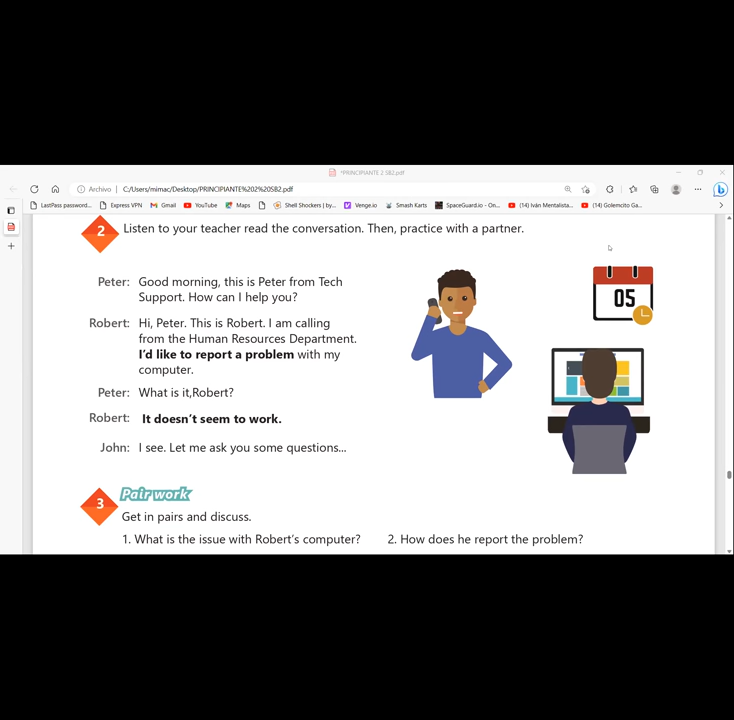 *PRINCIPIANTE 2 SB2.pdf
Archivo | C:/Users/mimac/Desktop/PRINCIPIANTE%202%20SB2.pdf
LastPass password... Express VPN Gmail YouTube Maps Shell Shockers | by... Venge.io Smash Karts SpaceGuard.io - On... (14) Iván Mentalista... (14) Golemcito Ga...
2 Listen to your teacher read the conversation. Then, practice with a partner.
Peter: Good morning, this is Peter from Tech
Support. How can I help you?
Robert: Hi, Peter. This is Robert. I am calling
from the Human Resources Department.
I'd like to report a problem with my
computer.
Peter: What is it,Robert?
Robert: It doesn't seem to work.
John: I see. Let me ask you some questions...
05
3 Pair work
Get in pairs and discuss.
1. What is the issue with Robert's computer? 2. How does he report the problem?